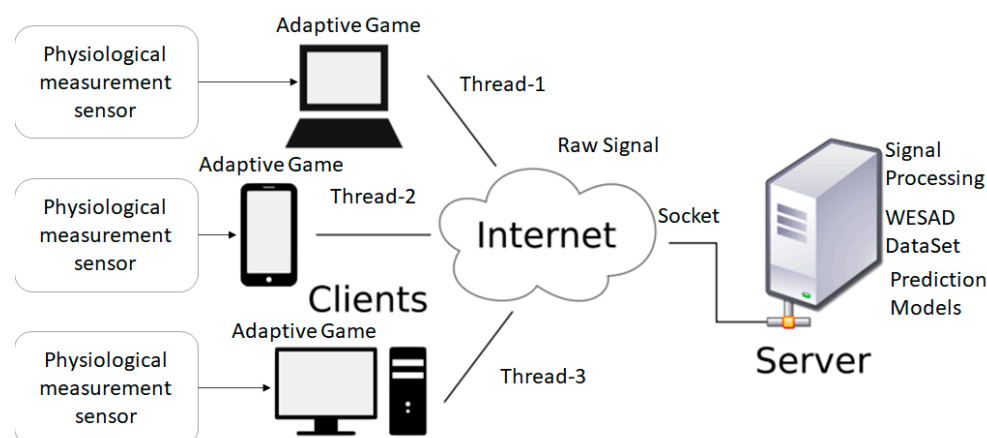 Adaptive Game
Physiological
measurement
sensor
Thread-1
Raw Signal
Signal
Processing
Adaptive Game
Physiological
measurement
sensor
Thread-2
Internet
Socket
WESAD
DataSet
Prediction
Models
Clients
Adaptive Game
Physiological
measurement
sensor
Thread-3
Server